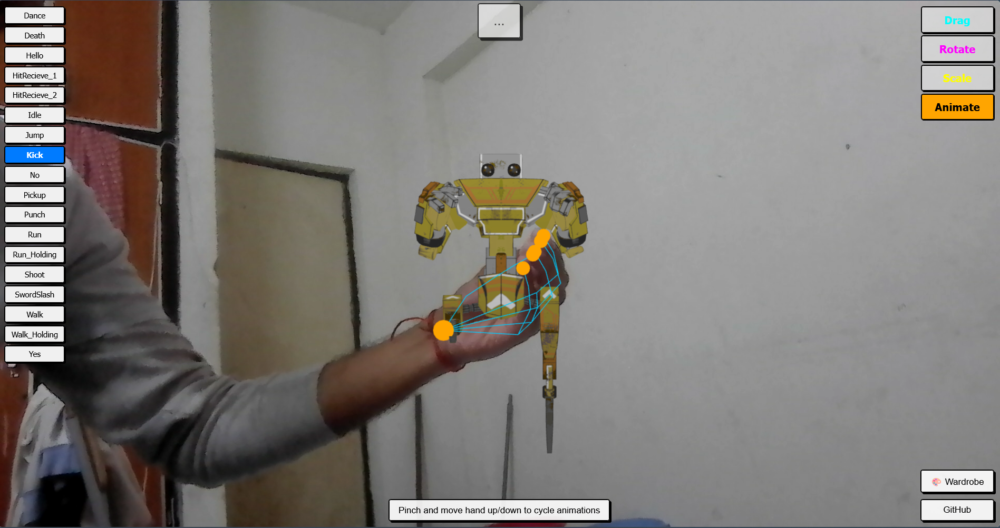 Dance
Death
Hello
HitRecieve_1
HitRecieve_2
Idle
Jump
Kick
No
Pickup
Punch
Run
Run_Holding
Shoot
SwordSlash
Walk
Walk_Holding
Yes
...
Drag
Rotate
Scale
Animate
Wardrobe
GitHub
Pinch and move hand up/down to cycle animations